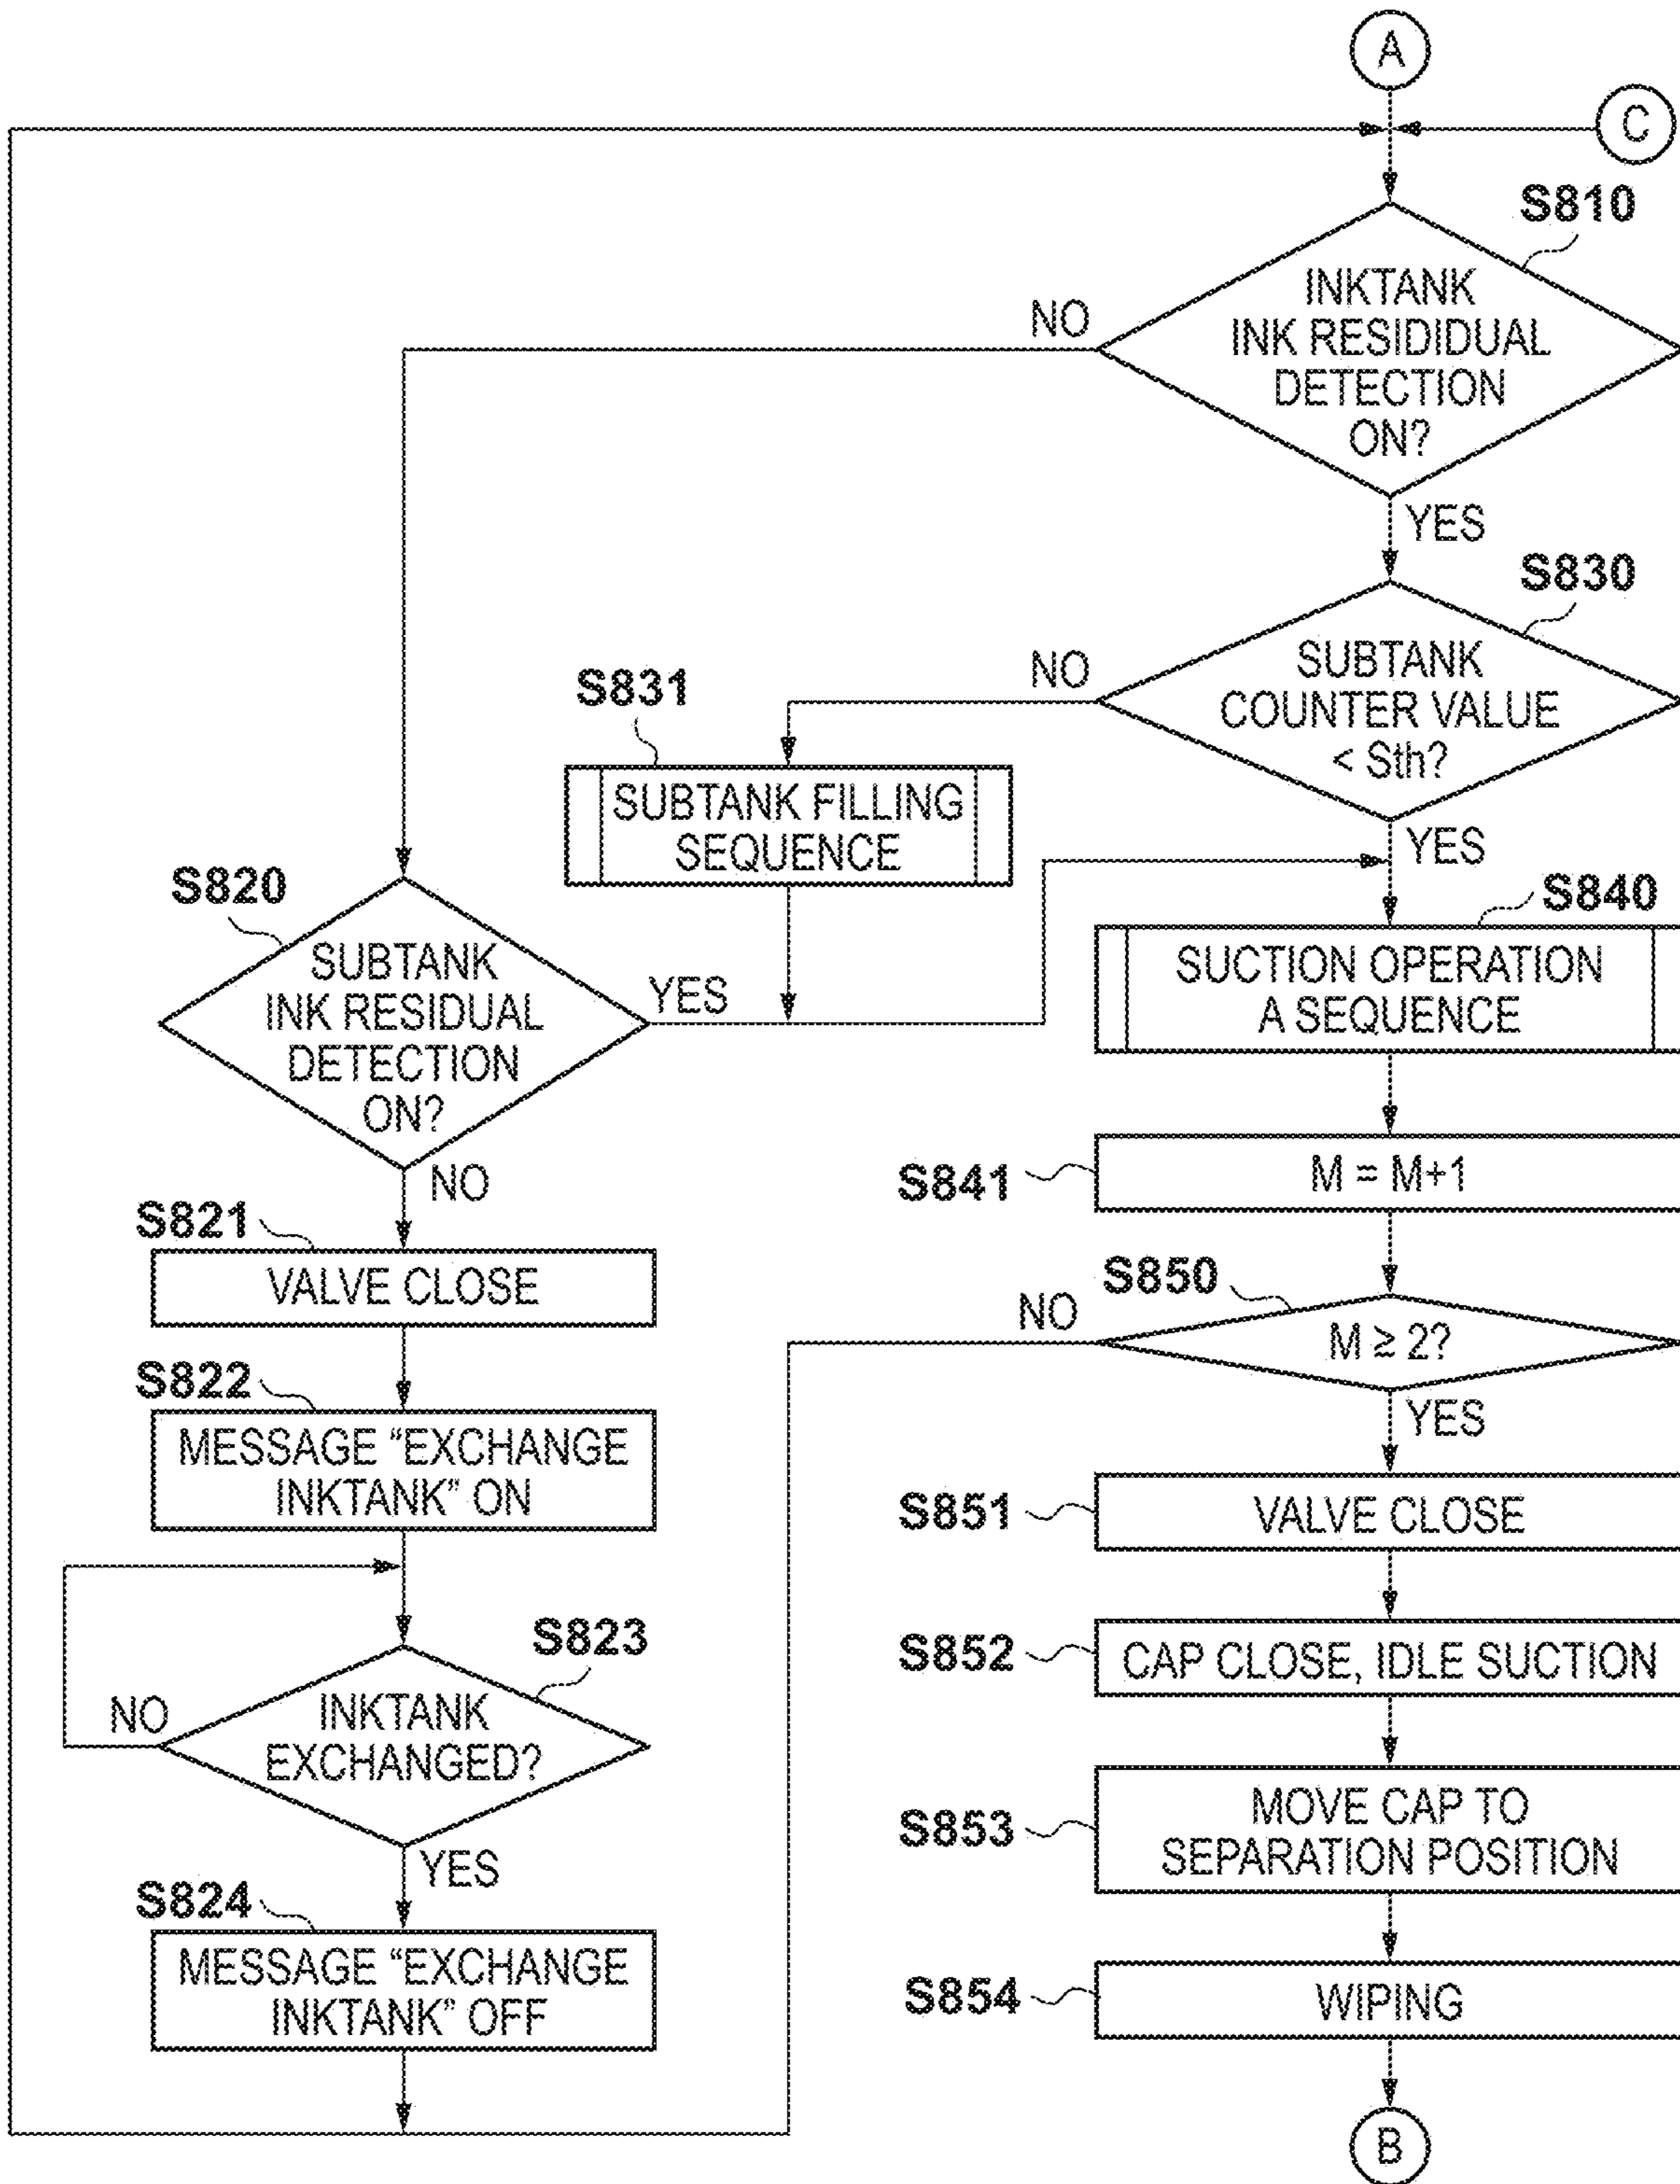 A
C
S810
INKTANK
INK RESIDIDUAL
DETECTION
ON?
NO
YES
S830
SUBTANK
COUNTER VALUE
< Sth?
NO
YES
S831
SUBTANK FILLING
SEQUENCE
S820
SUBTANK
INK RESIDUAL
DETECTION
ON?
YES
NO
S840
SUCTION OPERATION
A SEQUENCE
S841
M = M+1
S821
VALVE CLOSE
S850
M ≥ 2?
NO
YES
S822
MESSAGE “EXCHANGE
INKTANK” ON
S851
VALVE CLOSE
S823
INKTANK
EXCHANGED?
NO
YES
S852
CAP CLOSE, IDLE SUCTION
S853
MOVE CAP TO
SEPARATION POSITION
S824
MESSAGE “EXCHANGE
INKTANK” OFF
S854
WIPING
B